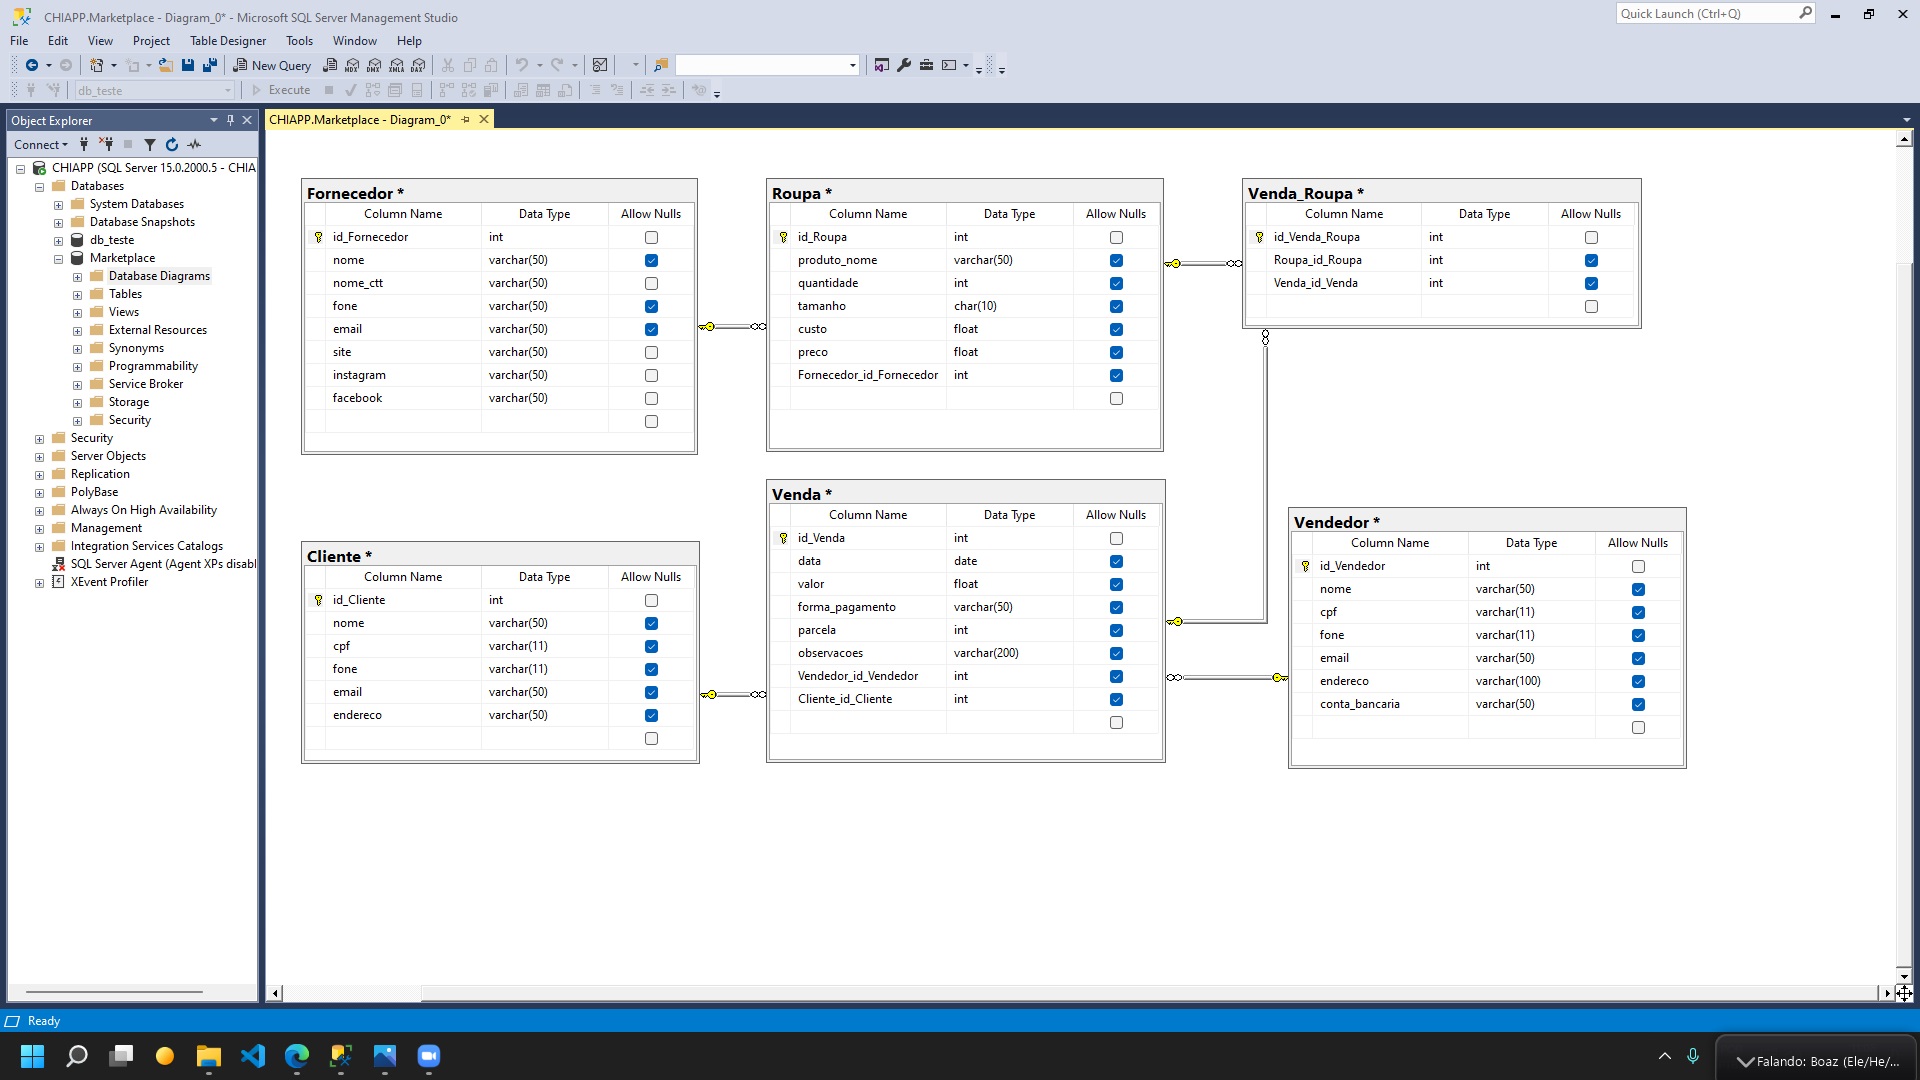 CHIAPP.Marketplace - Diagram_0* - Microsoft SQL Server Management Studio
Quick Launch (Ctrl+Q)
File Edit View Project Table Designer Tools Window Help
New Query
db_teste Execute
Object Explorer
Connect
CHIAPP (SQL Server 15.0.2000.5 - CHIA
Databases
System Databases
Database Snapshots
db_teste
Marketplace
Database Diagrams
Tables
Views
External Resources
Synonyms
Programmability
Service Broker
Storage
Security
Security
Server Objects
Replication
PolyBase
Always On High Availability
Management
Integration Services Catalogs
SQL Server Agent (Agent XPs disabl
XEvent Profiler
CHIAPP.Marketplace - Diagram_0*
Fornecedor *
Column Name Data Type Allow Nulls
id_Fornecedor int
nome varchar(50)
nome_ctt varchar(50)
fone varchar(50)
email varchar(50)
site varchar(50)
instagram varchar(50)
facebook varchar(50)
Roupa *
Column Name Data Type Allow Nulls
id_Roupa int
produto_nome varchar(50)
quantidade int
tamanho char(10)
custo float
preco float
Fornecedor_id_Fornecedor int
Venda_Roupa *
Column Name Data Type Allow Nulls
id_Venda_Roupa int
Roupa_id_Roupa int
Venda_id_Venda int
Cliente *
Column Name Data Type Allow Nulls
id_Cliente int
nome varchar(50)
cpf varchar(11)
fone varchar(11)
email varchar(50)
endereco varchar(50)
Venda *
Column Name Data Type Allow Nulls
id_Venda int
data date
valor float
forma_pagamento varchar(50)
parcela int
observacoes varchar(200)
Vendedor_id_Vendedor int
Cliente_id_Cliente int
Vendedor *
Column Name Data Type Allow Nulls
id_Vendedor int
nome varchar(50)
cpf varchar(11)
fone varchar(11)
email varchar(50)
endereco varchar(100)
conta_bancaria varchar(50)
Ready
Falando: Boaz (Ele/He/...